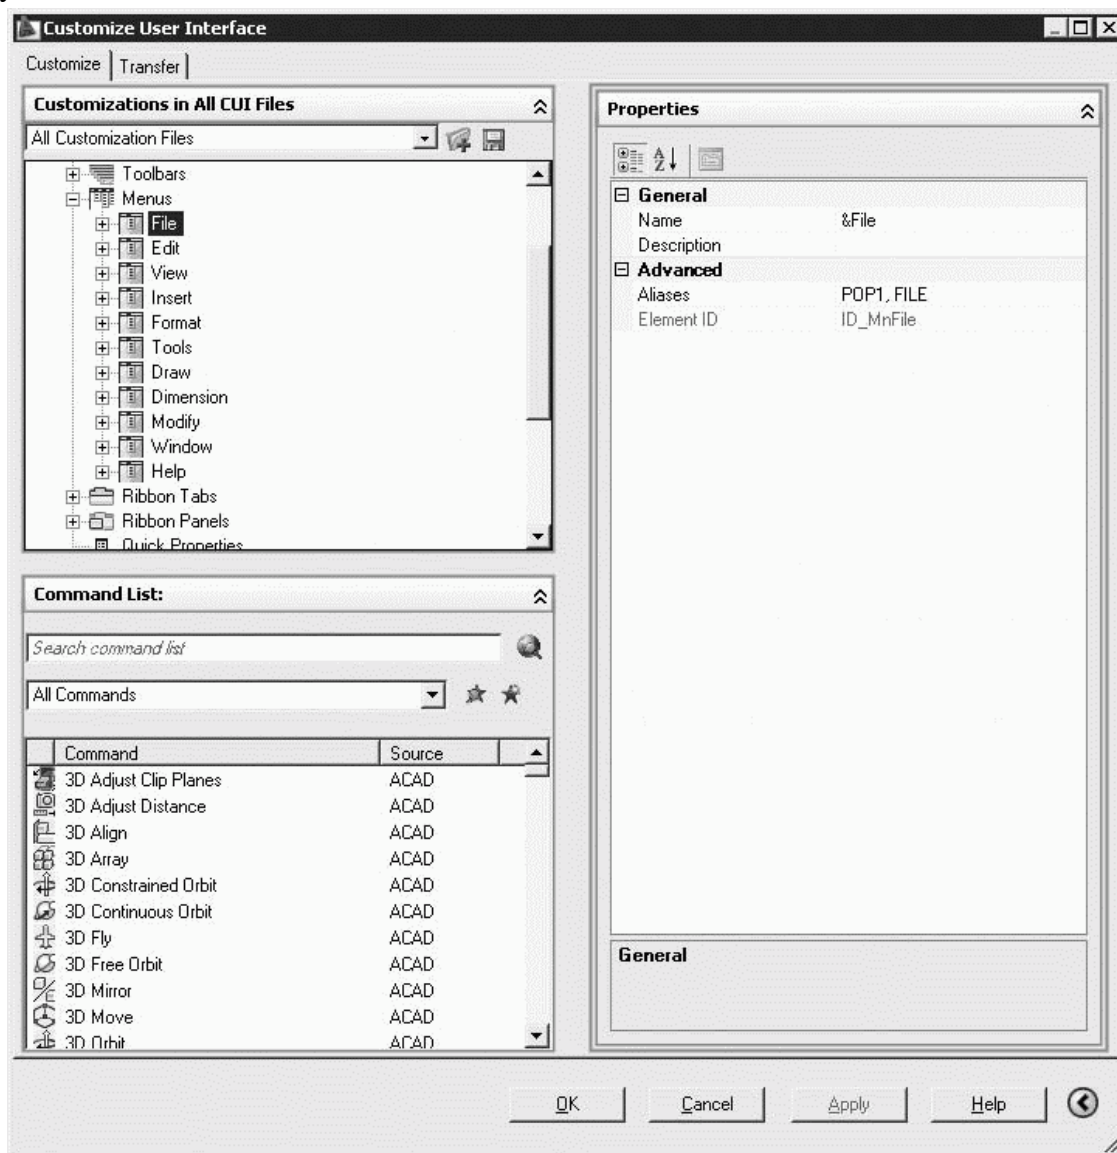 Customize User Interface
Customize
Transfer
Customizations in All CUI Files
All Customization Files
Toolbars
Menus
File
Edit
View
Insert
Format
Tools
Draw
Dimension
Modify
Window
Help
Ribbon Tabs
Ribbon Panels
Quick Properties
Command List:
Search command list
All Commands
Command Source
3D Adjust Clip Planes ACAD
3D Adjust Distance ACAD
3D Align ACAD
3D Array ACAD
3D Constrained Orbit ACAD
3D Continuous Orbit ACAD
3D Fly ACAD
3D Free Orbit ACAD
3D Mirror ACAD
3D Move ACAD
3D Orbit ACAD
Properties
General
Name &File
Description
Advanced
Aliases POP1, FILE
Element ID ID_MnFile
General
OK Cancel Apply Help